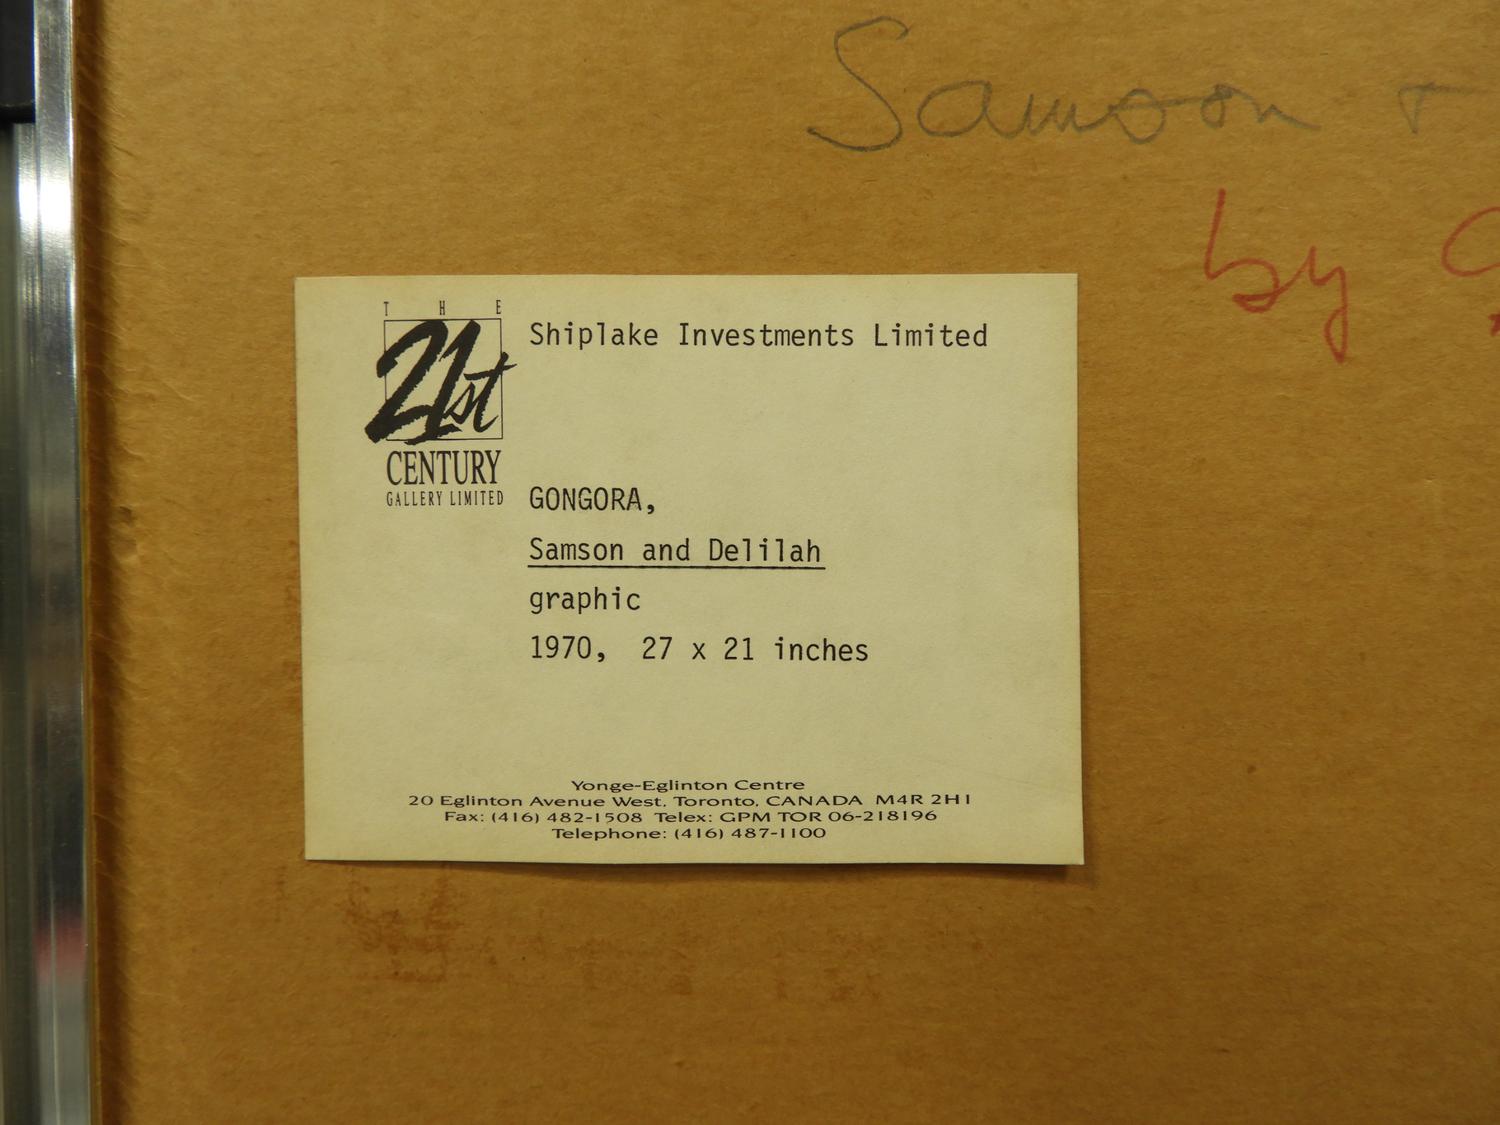 Samson +
by G
THE
21st
CENTURY
GALLERY LIMITED
Shiplake Investments Limited
GONGORA,
Samson and Delilah
graphic
1970, 27 x 21 inches
Yonge-Eglinton Centre
20 Eglinton Avenue West, Toronto, CANADA M4R 2H1
Fax: (416) 482-1508 Telex: GPM TOR 06-218196
Telephone: (416) 487-1100